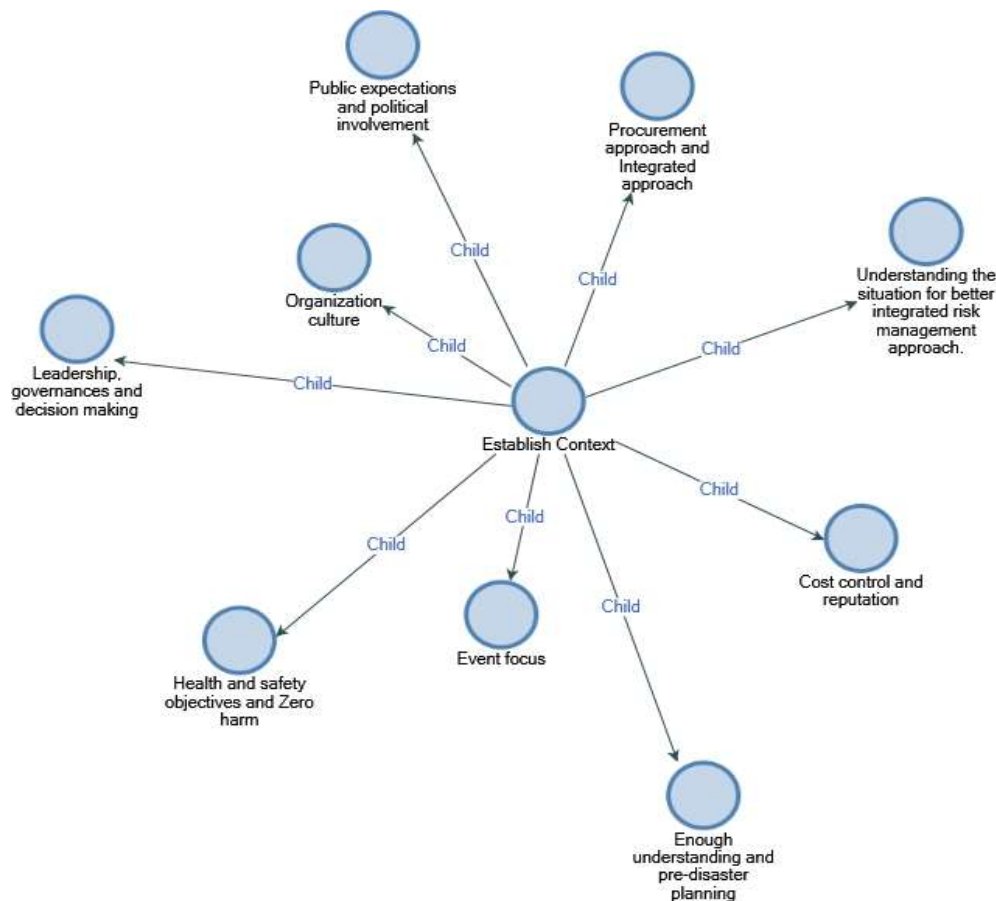 Public expectations
and political
involvement
Procurement
approach and
Integrated
approach
Child
Child
Organization
culture
Understanding the
situation for better
integrated risk
management
approach.
Child
Child
Leadership,
governances and
decision making
Child
Establish Context
Child
Child
Child
Child
Cost control and
reputation
Health and safety
objectives and Zero
harm
Event focus
Enough
understanding and
pre-disaster
planning